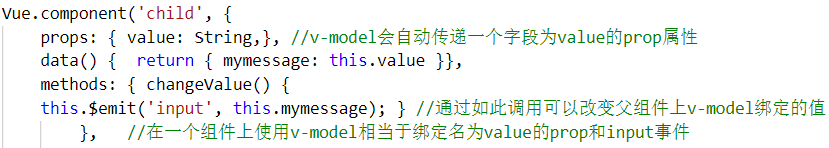 Vue.component('child', {
    props: { value: String,}, //v-model会自动传递一个字段为value的prop属性
    data() {  return { mymessage: this.value }},
    methods: { changeValue() {
    this.$emit('input', this.mymessage); } //通过如此调用可以改变父组件上v-model绑定的值
        },   //在一个组件上使用v-model相当于绑定名为value的prop和input事件